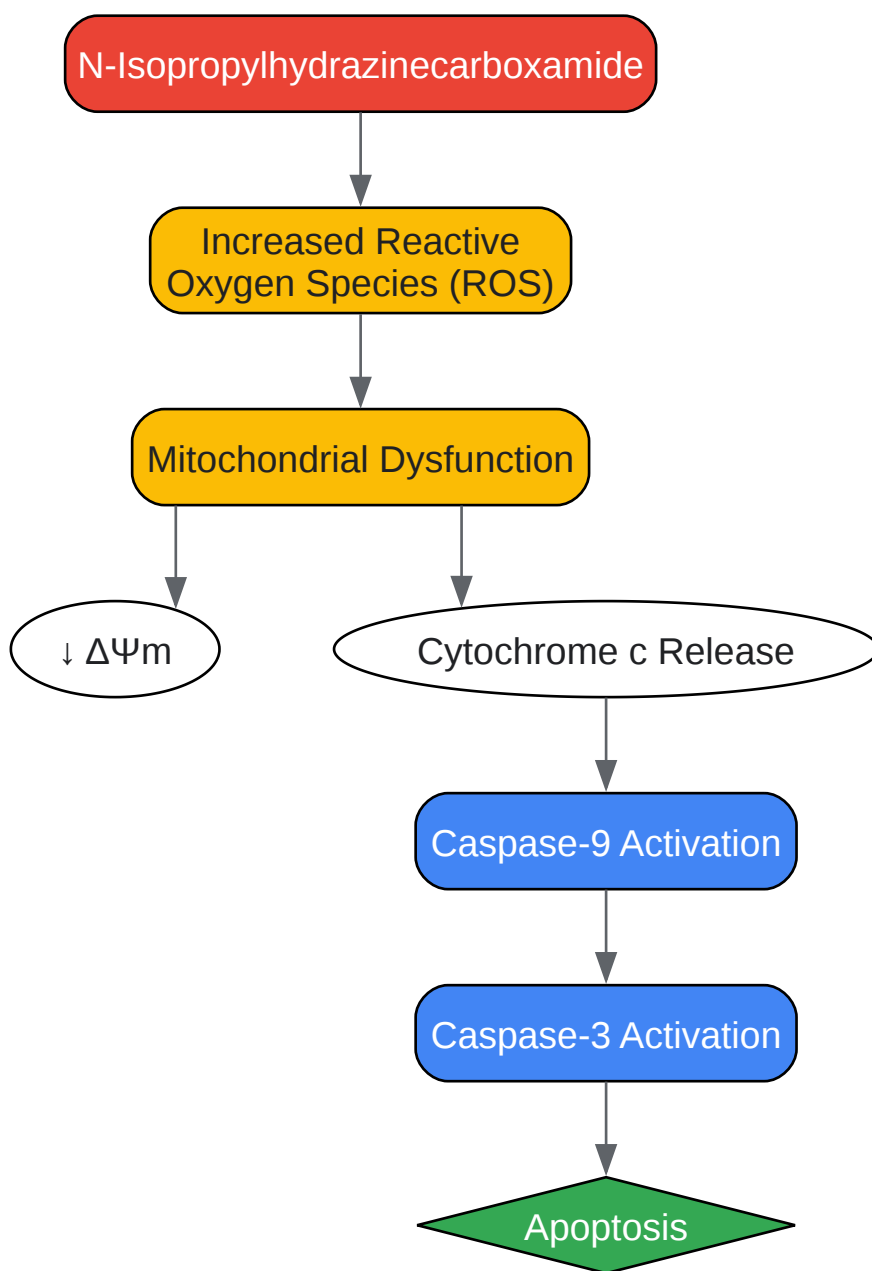 N-Isopropylhydrazinecarboxamide
Increased Reactive
Oxygen Species (ROS)
Mitochondrial Dysfunction
↓ ΔΨm
Cytochrome c Release
Caspase-9 Activation
Caspase-3 Activation
Apoptosis